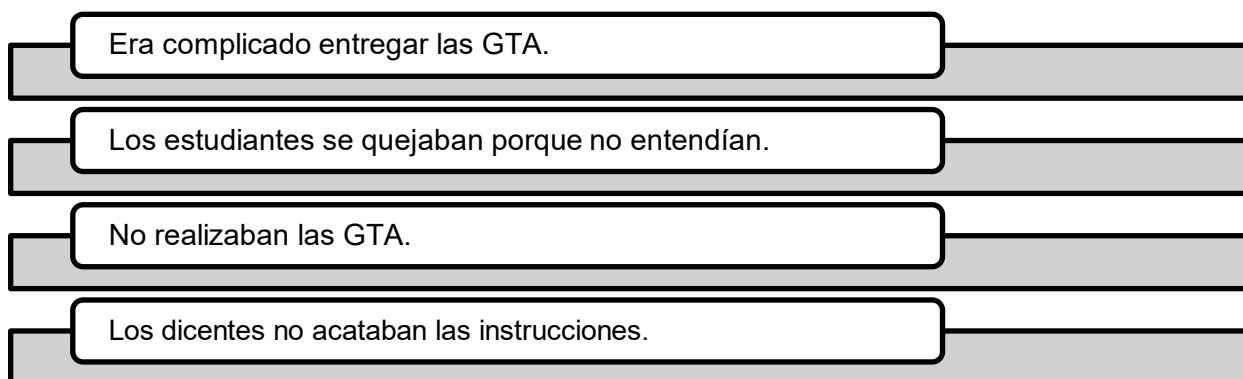 Era complicado entregar las GTA.
Los estudiantes se quejaban porque no entendían.
No realizaban las GTA.
Los dicentes no acataban las instrucciones.